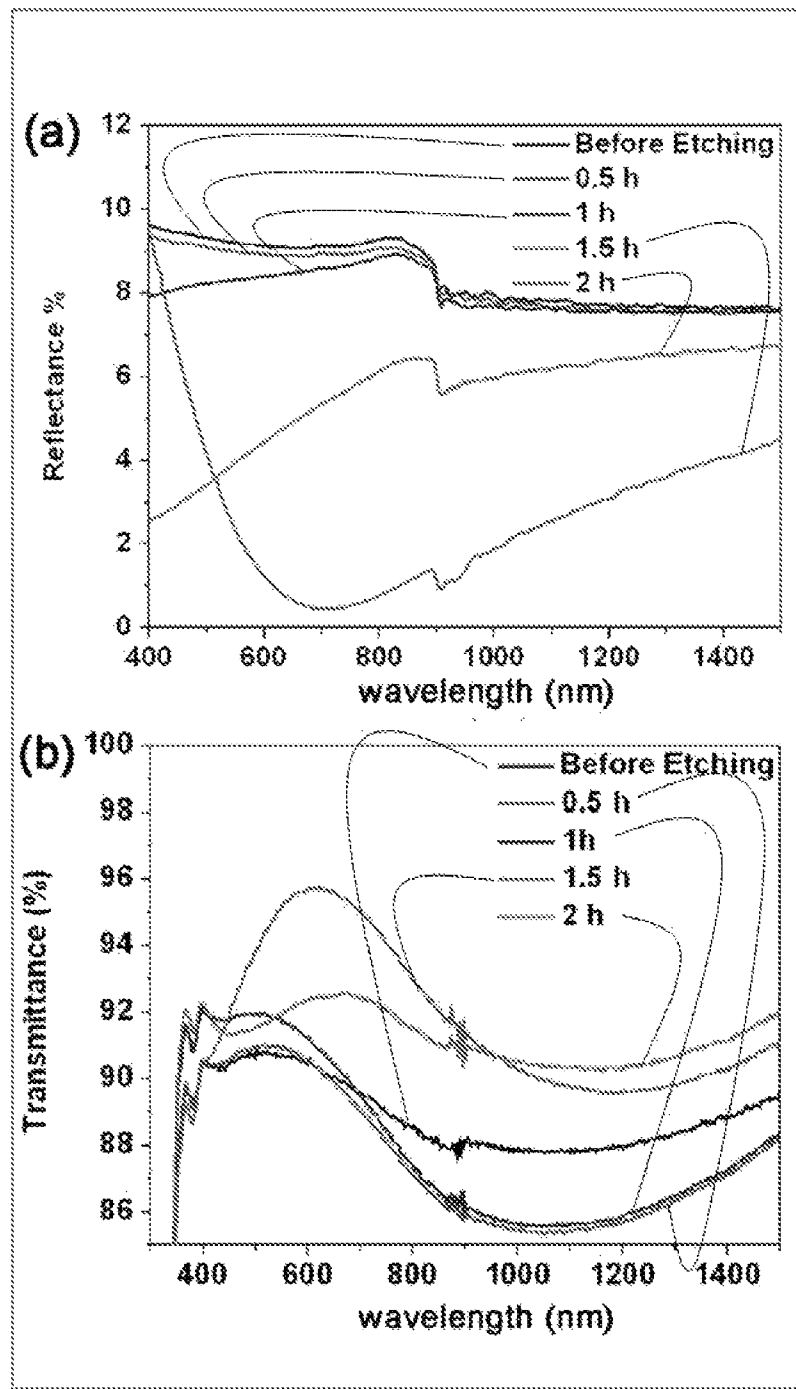 (a)
12
10
8
6
4
2
0
Reflectance %
Before Etching
0.5 h
1 h
1.5 h
2 h
400 600 800 1000 1200 1400
wavelength (nm)
(b)
100
98
96
94
92
90
88
86
Transmittance (%)
Before Etching
0.5 h
1h
1.5 h
2 h
400 600 800 1000 1200 1400
wavelength (nm)